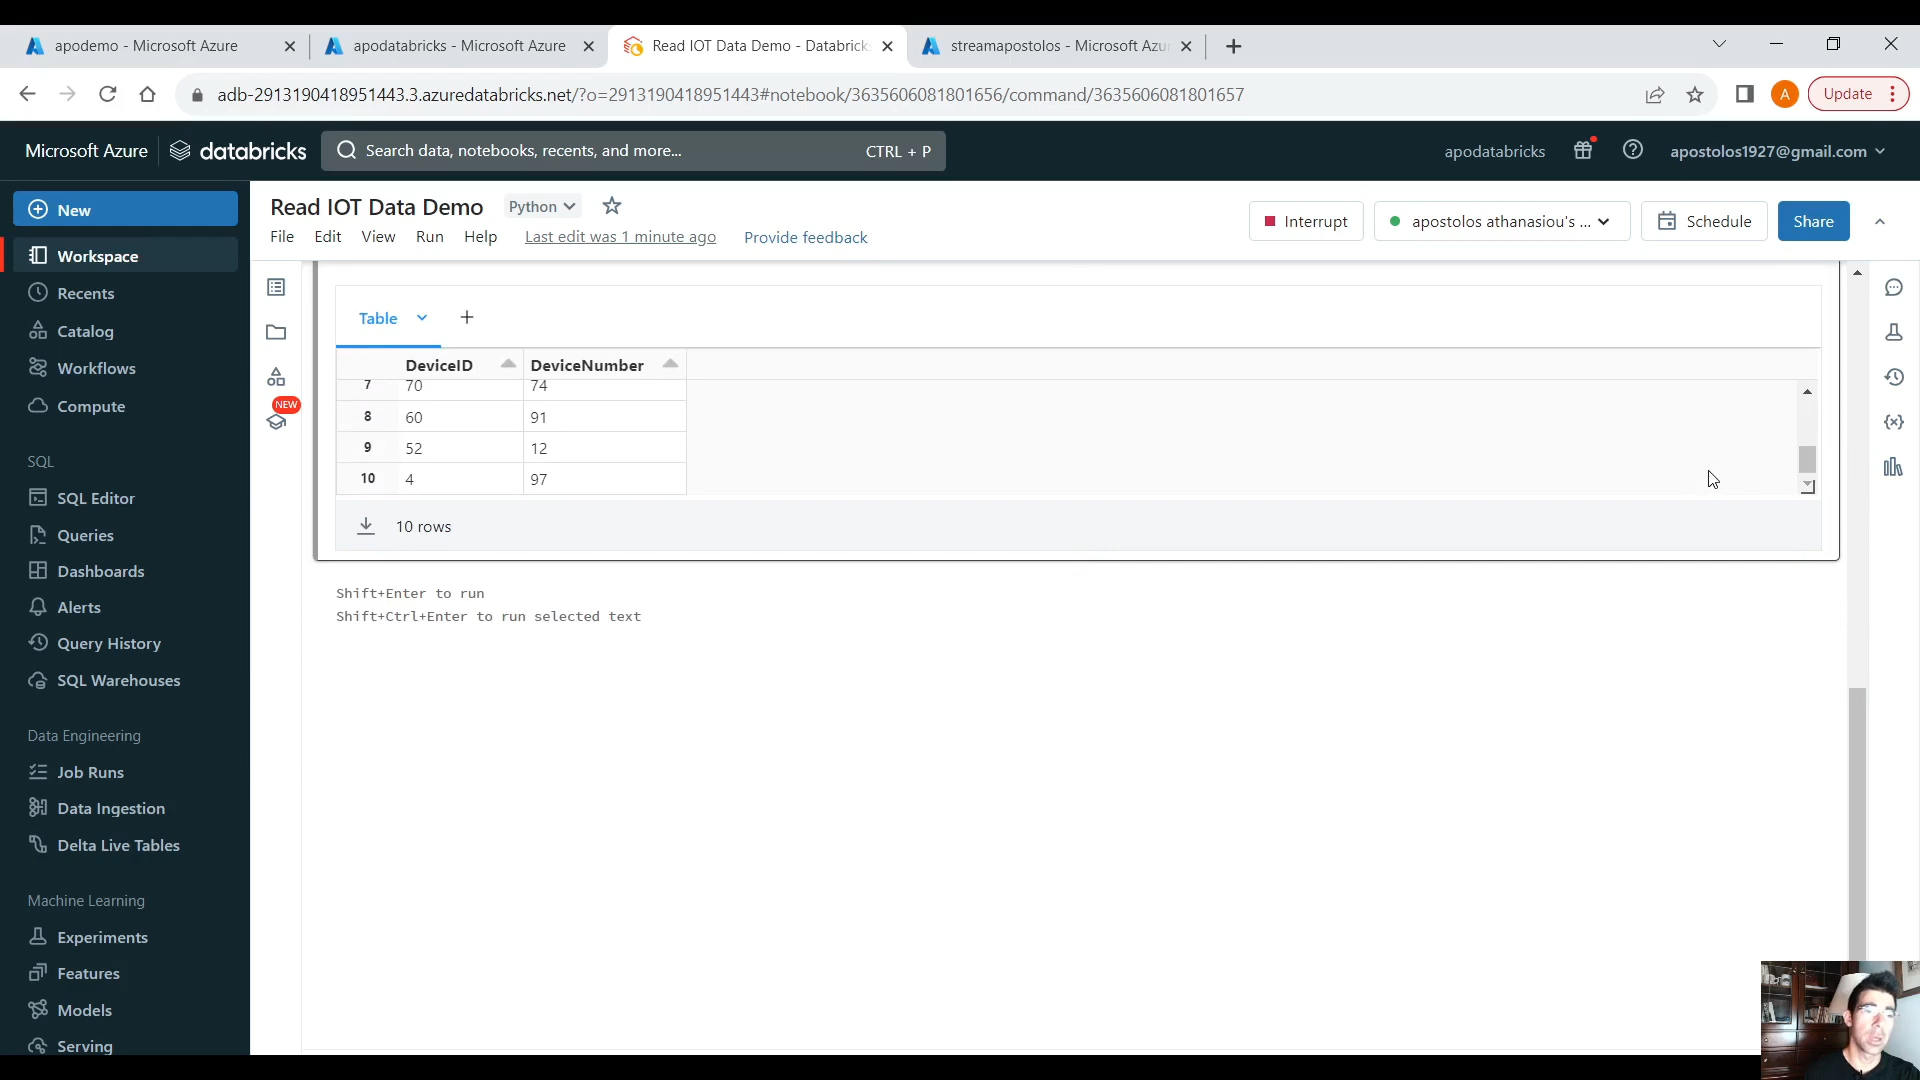 apodemo - Microsoft Azure
apodatabricks - Microsoft Azure
Read IOT Data Demo - Databrick
streamapostolos - Microsoft Azu
adb-2913190418951443.3.azuredatabricks.net/?o=2913190418951443#notebook/3635606081801656/command/3635606081801657
A
Update
Microsoft Azure
databricks
Search data, notebooks, recents, and more...
CTRL + P
apodatabricks
apostolos1927@gmail.com
New
Workspace
Recents
Catalog
Workflows
Compute
SQL
SQL Editor
Queries
Dashboards
Alerts
Query History
SQL Warehouses
Data Engineering
Job Runs
Data Ingestion
Delta Live Tables
Machine Learning
Experiments
Features
Models
Serving
Read IOT Data Demo
Python
File Edit View Run Help
Last edit was 1 minute ago
Provide feedback
Interrupt
apostolos athanasiou's ...
Schedule
Share
NEW
Table
+
DeviceID DeviceNumber
7 70 74
8 60 91
9 52 12
10 4 97
10 rows
Shift+Enter to run
Shift+Ctrl+Enter to run selected text